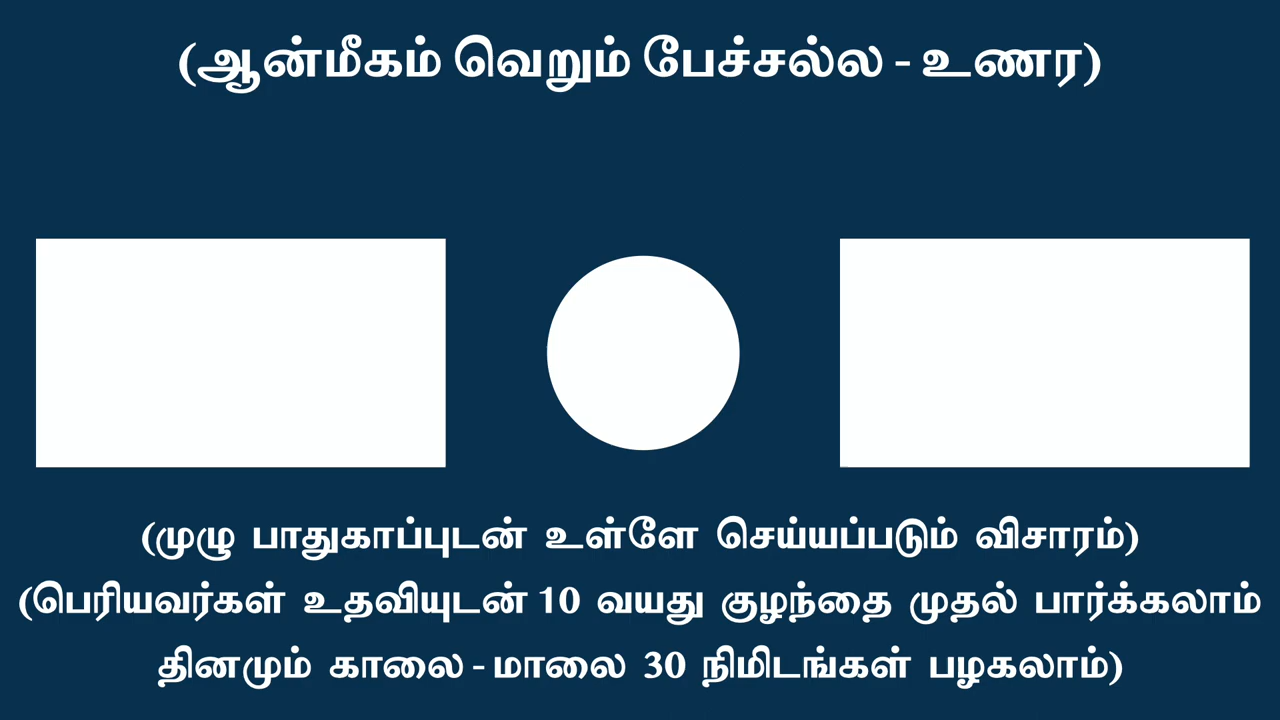 (ஆன்மீகம் வெறும் பேச்சல்ல - உணர)
(முழு பாதுகாப்புடன் உள்ளே செய்யப்படும் விசாரம்)
(பெரியவர்கள் உதவியுடன் 10 வயது குழந்தை முதல் பார்க்கலாம்
தினமும் காலை - மாலை 30 நிமிடங்கள் பழகலாம்)